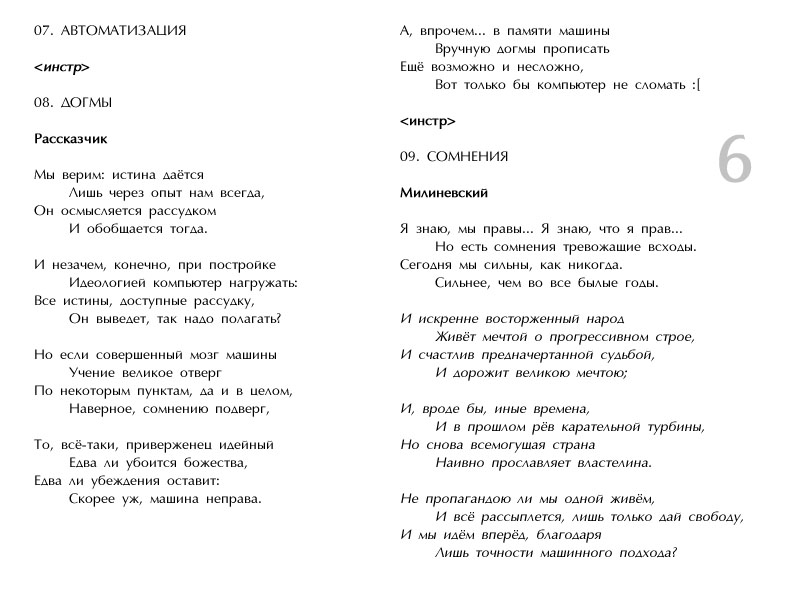 07. АВТОМАТИЗАЦИЯ
<инстр>
08. ДОГМЫ
Рассказчик
Мы верим: истина даётся
Лишь через опыт нам всегда,
Он осмысляется рассудком
И обобщается тогда.
И незачем, конечно, при постройке
Идеологией компьютер нагружать:
Все истины, доступные рассудку,
Он выведет, так надо полагать?
Но если совершенный мозг машины
Учение великое отверг
По некоторым пунктам, да и в целом,
Наверное, сомнению подверг,
То, всё-таки, приверженец идейный
Едва ли убоится божества,
Едва ли убеждения оставит:
Скорее уж, машина неправа.
А, впрочем... в памяти машины
Вручную догмы прописать
Ещё возможно и несложно,
Вот только бы компьютер не сломать :[
<инстр>
09. СОМНЕНИЯ
6
Милиневский
Я знаю, мы правы... Я знаю, что я прав...
Но есть сомнения тревожащие всходы.
Сегодня мы сильны, как никогда.
Сильнее, чем во все былые годы.
И искренне восторженный народ
Живёт мечтой о прогрессивном строе,
И счастлив предначертанной судьбой,
И дорожит великою мечтою;
И, вроде бы, иные времена,
И в прошлом рёв карательной турбины,
Но снова всемогущая страна
Наивно прославляет властелина.
Не пропагандою ли мы одной живём,
И всё рассыплется, лишь только дай свободу,
И мы идём вперёд, благодаря
Лишь точности машинного подхода?